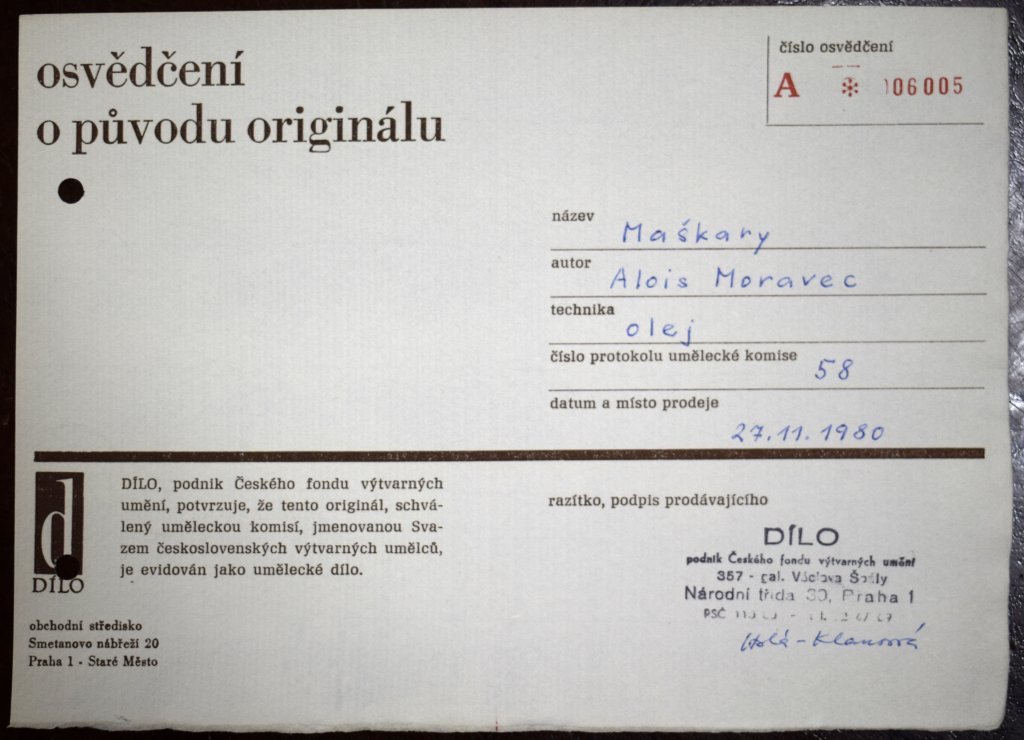 osvědčení
o původu originálu
číslo osvědčení
A * 006005
název Maškary
autor Alois Moravec
technika olej
číslo protokolu umělecké komise 58
datum a místo prodeje
27.11.1980
d
DÍLO
DÍLO, podnik Českého fondu výtvarných
umění, potvrzuje, že tento originál, schvá-
lený uměleckou komisí, jmenovanou Sva-
zem československých výtvarných umělců,
je evidován jako umělecké dílo.
obchodní středisko
Smetanovo nábřeží 20
Praha 1 - Staré Město
razítko, podpis prodávajícího
DÍLO
podnik Českého fondu výtvarných umění
357 - gal. Václava Špály
Národní třída 30, Praha 1
PSČ
Holá-